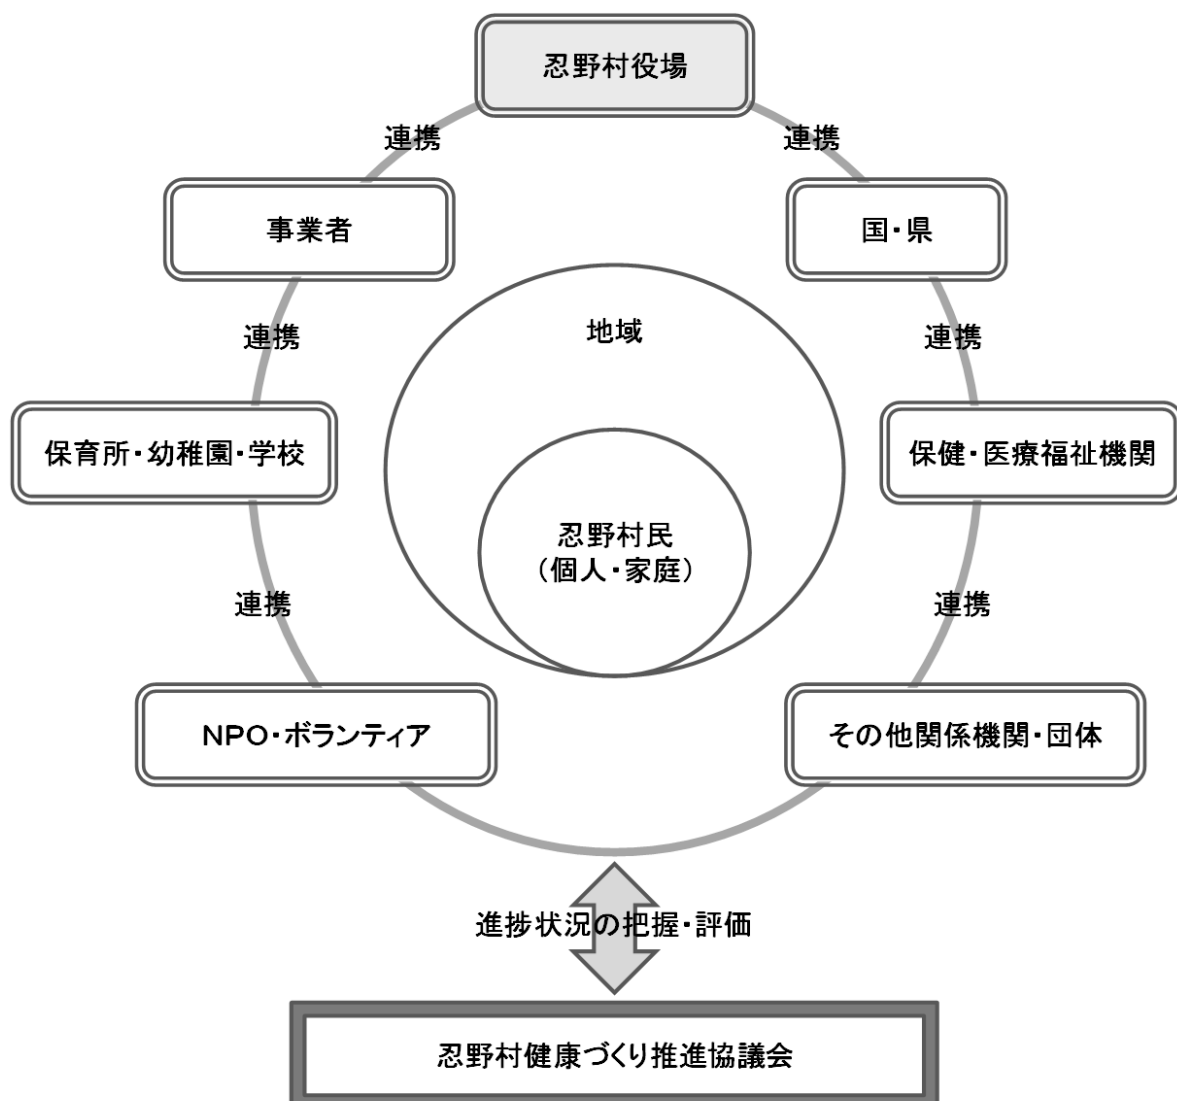 忍野村役場
連携
連携
事業者
国・県
地域
連携
連携
保育所・幼稚園・学校
保健・医療福祉機関
忍野村民
（個人・家庭）
連携
連携
NPO・ボランティア
その他関係機関・団体
進捗状況の把握・評価
忍野村健康づくり推進協議会